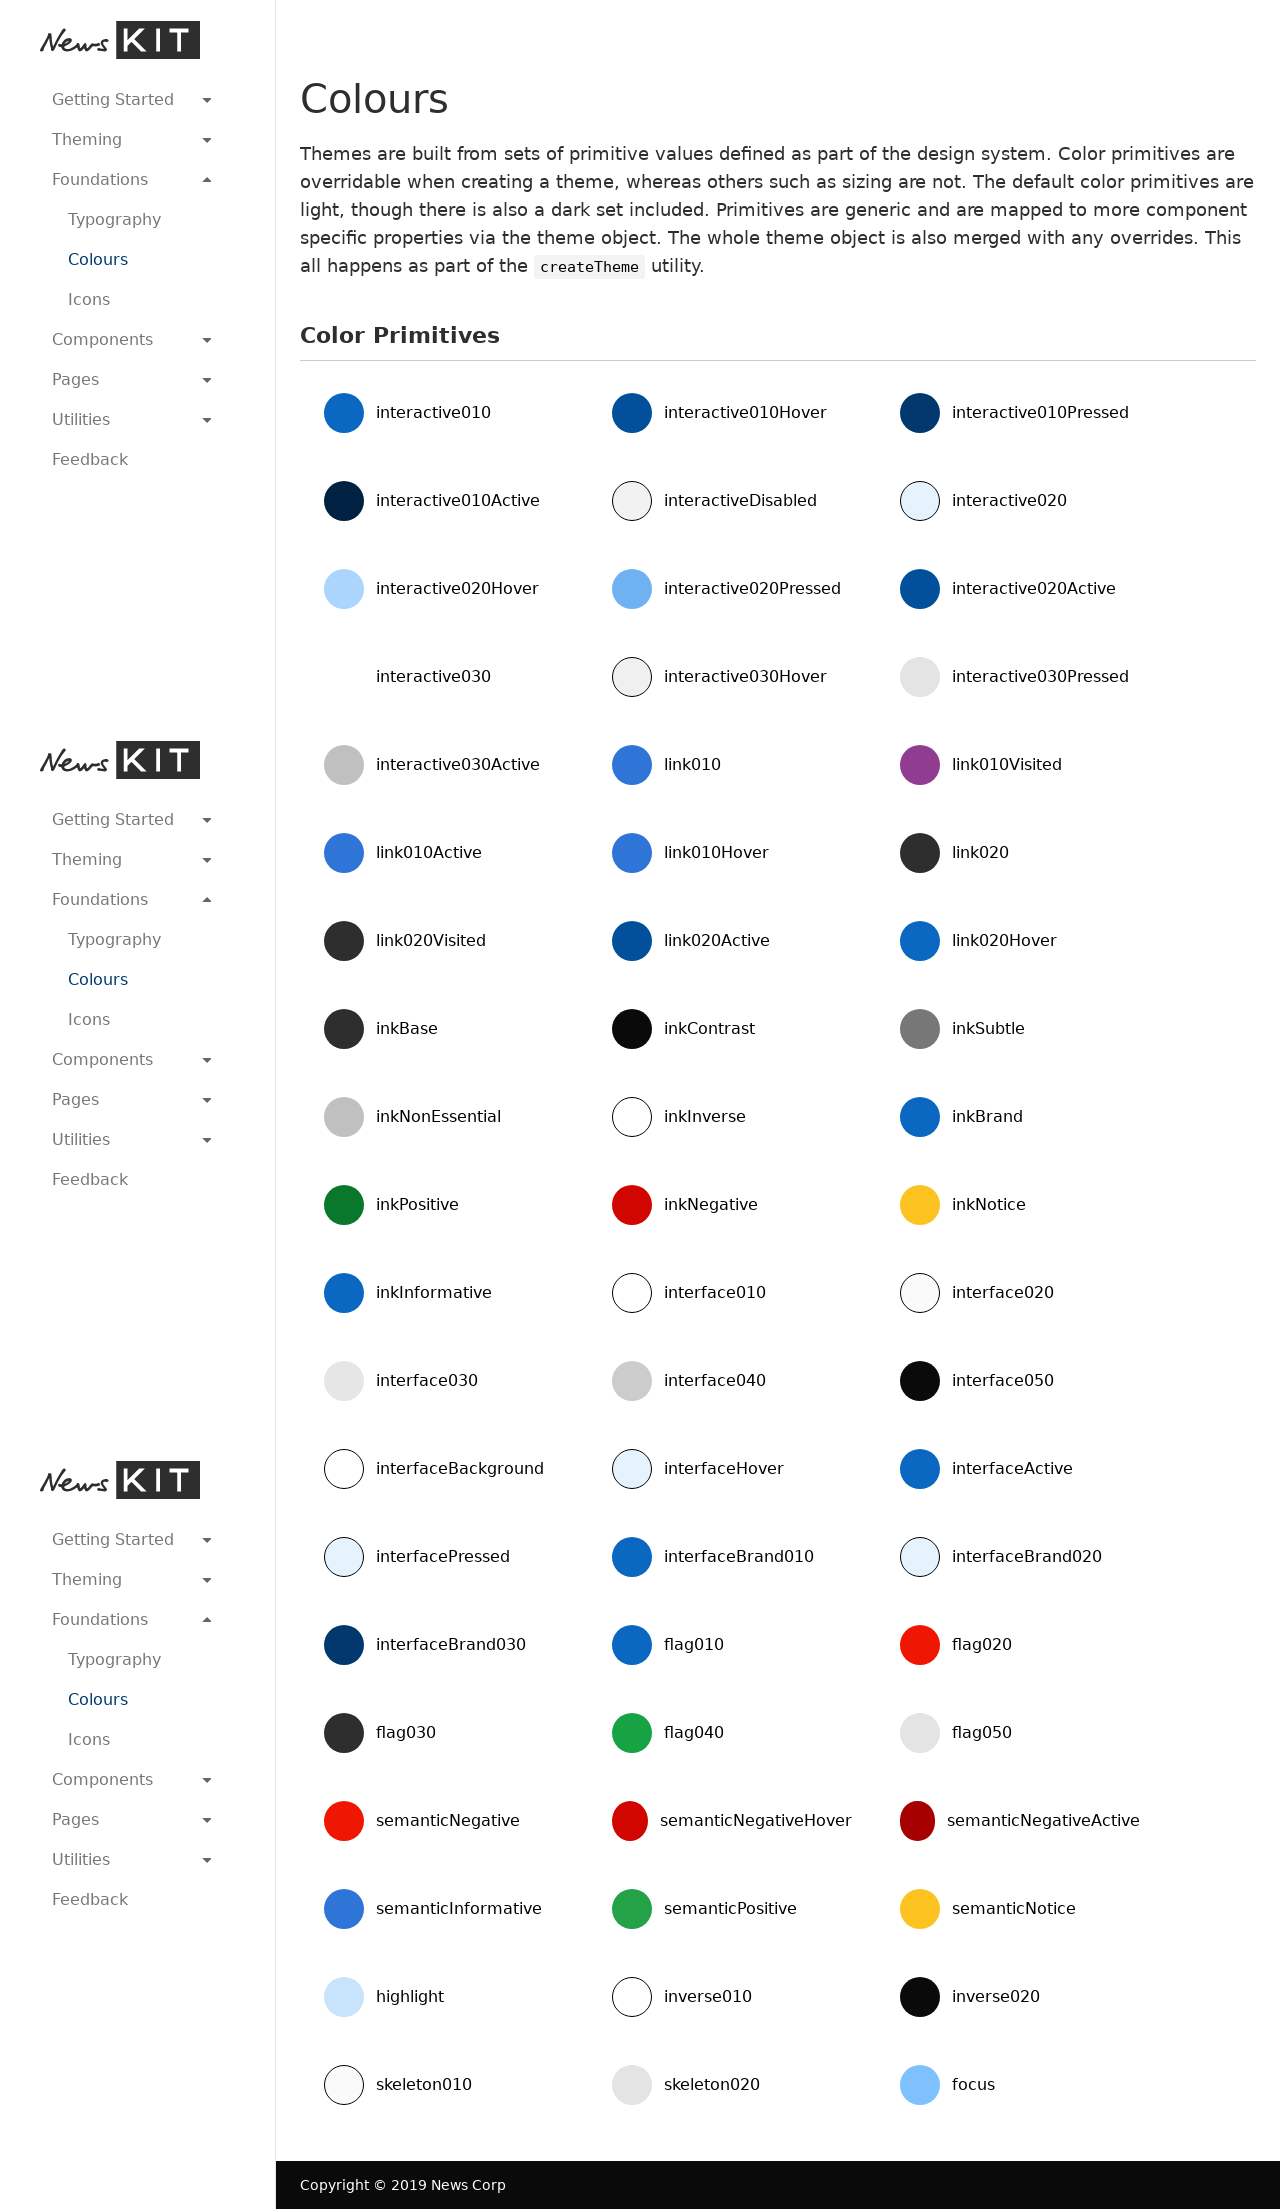 News KIT
Getting Started
Theming
Foundations
Typography
Colours
Icons
Components
Pages
Utilities
Feedback
News KIT
Getting Started
Theming
Foundations
Typography
Colours
Icons
Components
Pages
Utilities
Feedback
News KIT
Getting Started
Theming
Foundations
Typography
Colours
Icons
Components
Pages
Utilities
Feedback
Colours
Themes are built from sets of primitive values defined as part of the design system. Color primitives are
overridable when creating a theme, whereas others such as sizing are not. The default color primitives are
light, though there is also a dark set included. Primitives are generic and are mapped to more component
specific properties via the theme object. The whole theme object is also merged with any overrides. This
all happens as part of the createTheme utility.
Color Primitives
interactive010 interactive010Hover interactive010Pressed
interactive010Active interactiveDisabled interactive020
interactive020Hover interactive020Pressed interactive020Active
interactive030 interactive030Hover interactive030Pressed
interactive030Active link010 link010Visited
link010Active link010Hover link020
link020Visited link020Active link020Hover
inkBase inkContrast inkSubtle
inkNonEssential inkInverse inkBrand
inkPositive inkNegative inkNotice
inkInformative interface010 interface020
interface030 interface040 interface050
interfaceBackground interfaceHover interfaceActive
interfacePressed interfaceBrand010 interfaceBrand020
interfaceBrand030 flag010 flag020
flag030 flag040 flag050
semanticNegative semanticNegativeHover semanticNegativeActive
semanticInformative semanticPositive semanticNotice
highlight inverse010 inverse020
skeleton010 skeleton020 focus
Copyright © 2019 News Corp